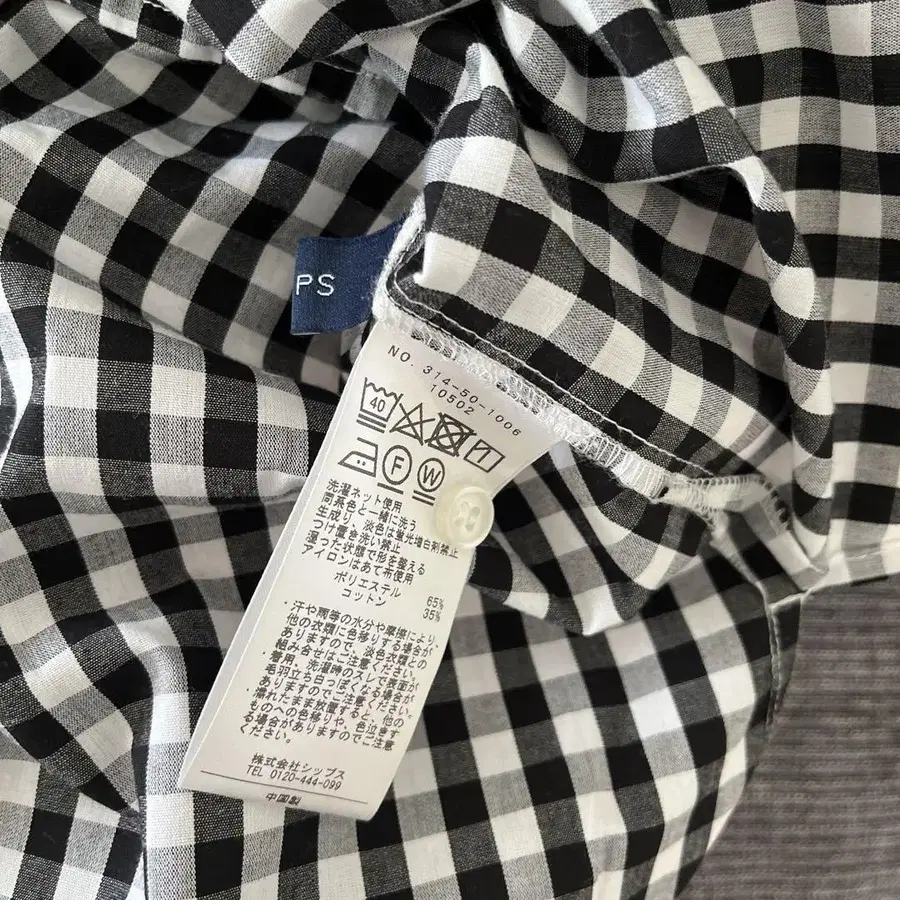 PS
NO. 314-50-1006
10502
40
F
W
洗濯ネット使用
同系色と一緒に洗う
生成り、淡色は蛍光増白剤禁止
つけ置き洗い禁止
湿った状態で形を整える
アイロンはあて布使用
ポリエステル 65%
コットン 35%
・汗や雨等の水分や摩擦により、
他の衣類に色移りする場合が
ありますので、淡色衣類との
組み合せはご注意ください。
・着用、洗濯時のスレで表面が
毛羽立ち白っぽくなる場合が
ありますのでご注意ください。
・濡れたまま放置すると、他の
ものへの色移りや、色泣きす
る場合がありますのでご注意
ください。
株式会社シップス
TEL 0120-444-099
中国製